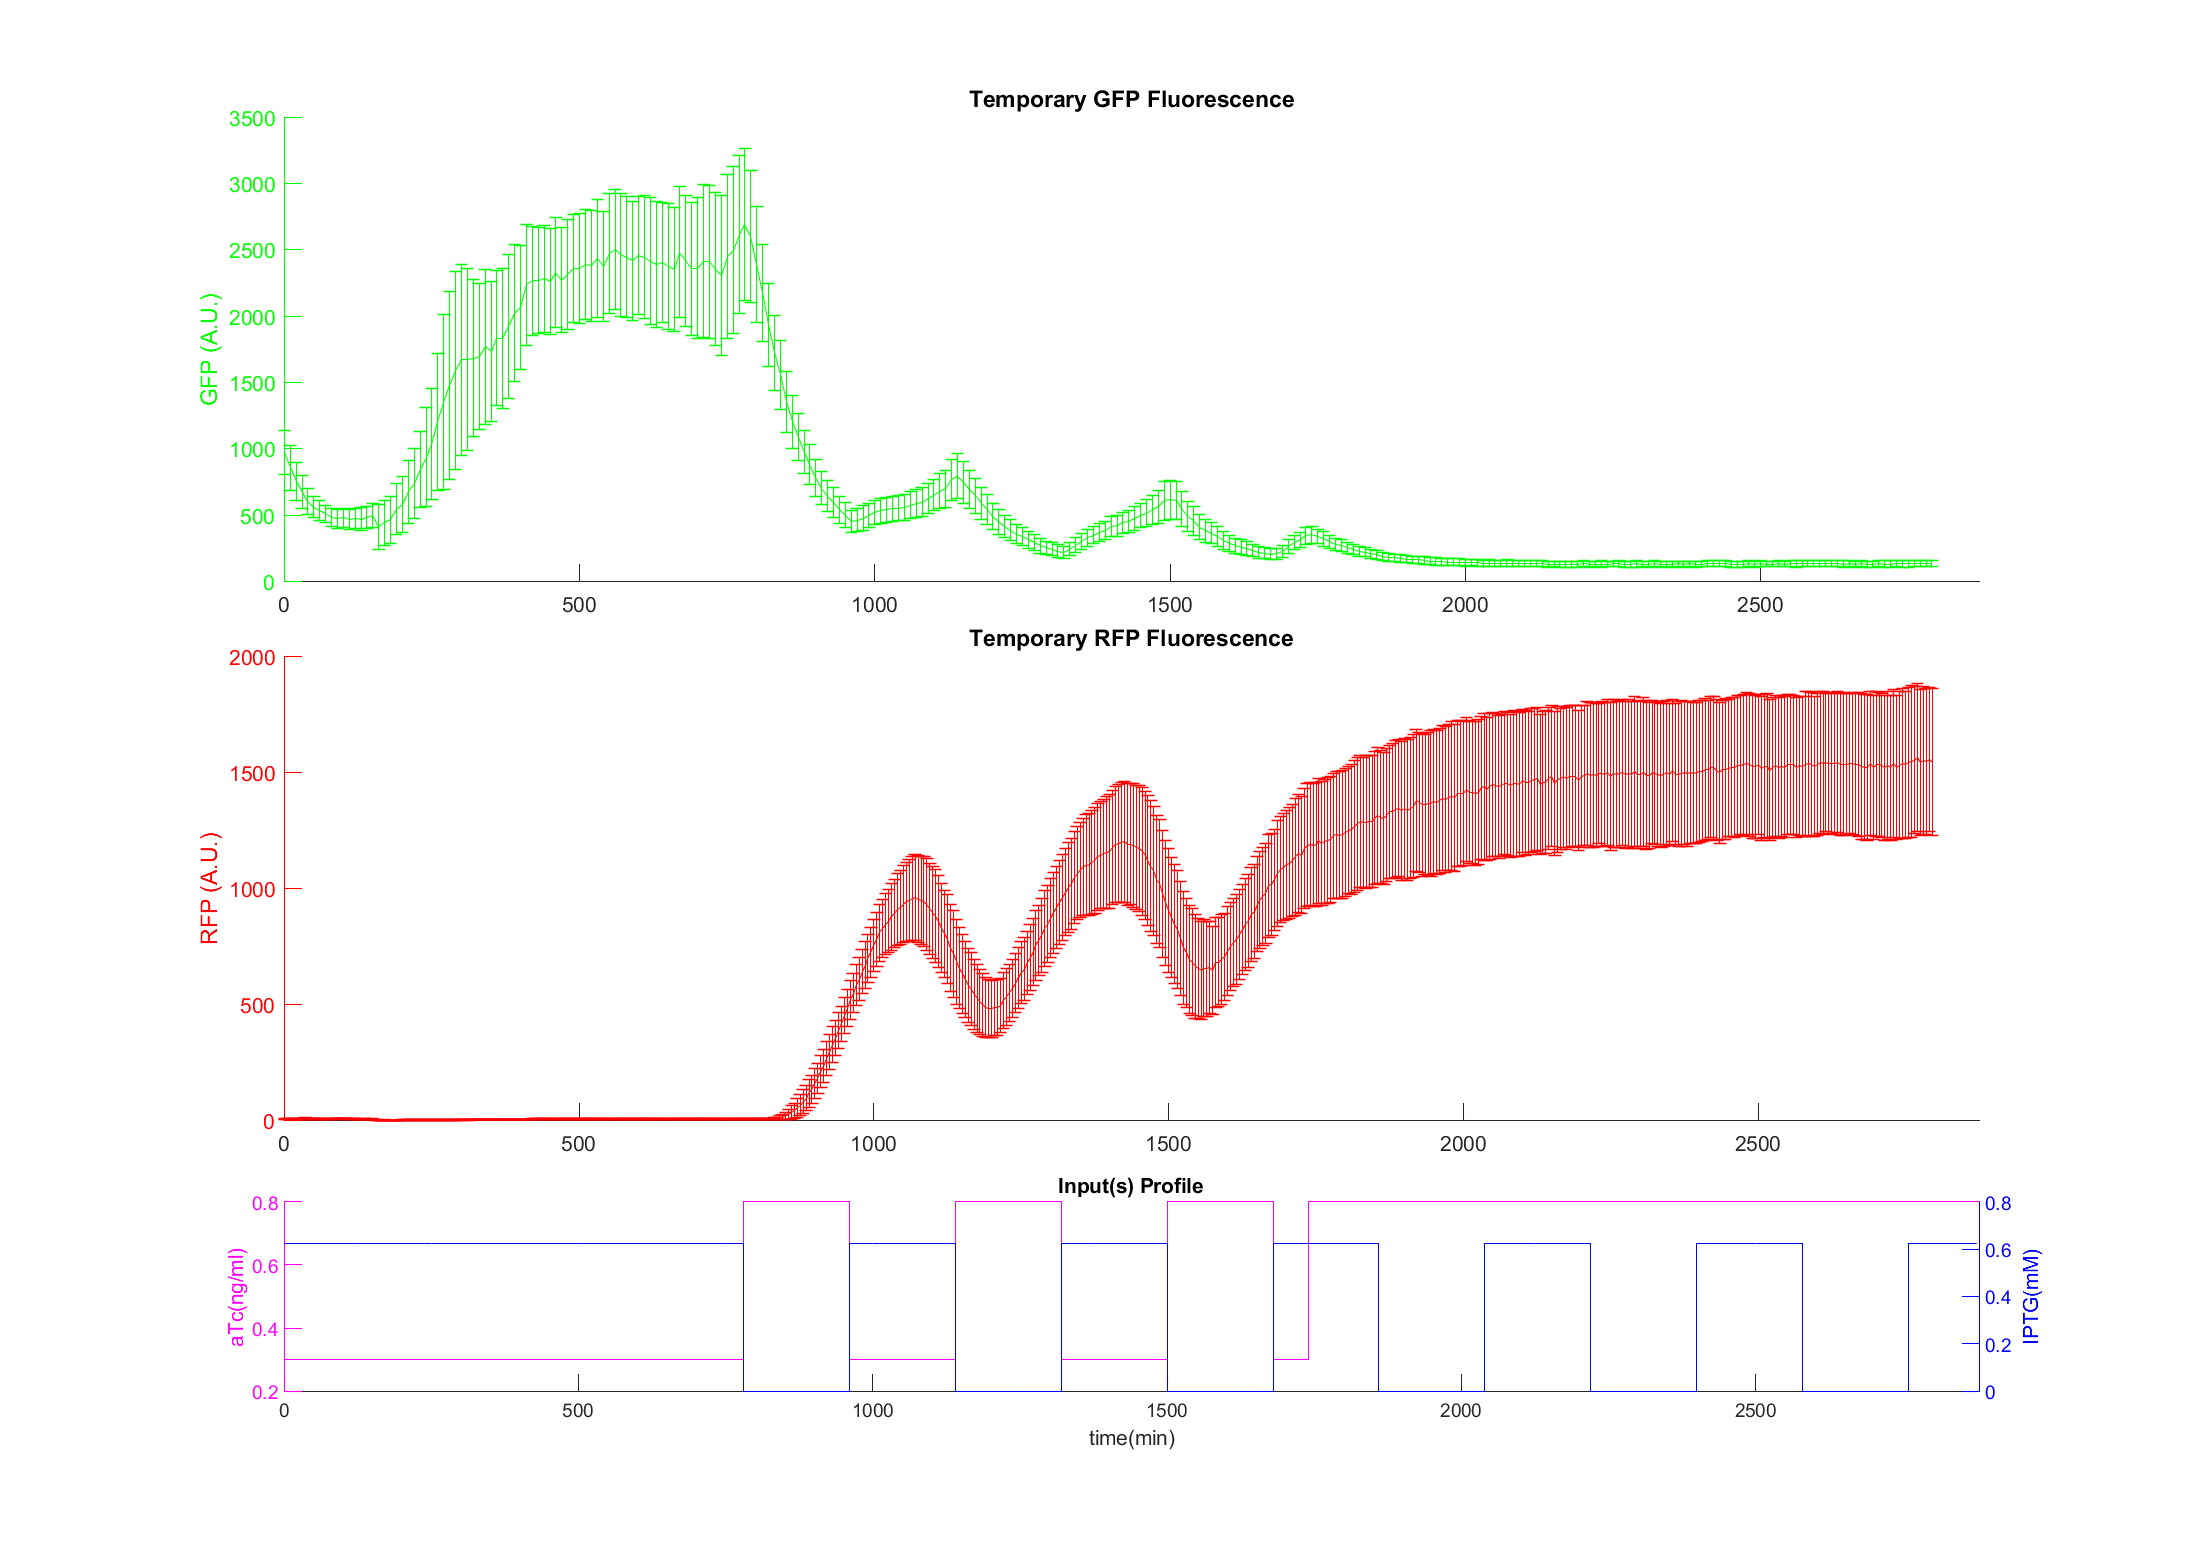 Temporary GFP Fluorescence
3500
3000
2500
2000
1500
1000
500
0
GFP (A.U.)
0 500 1000 1500 2000 2500
Temporary RFP Fluorescence
2000
1500
1000
500
0
RFP (A.U.)
0 500 1000 1500 2000 2500
Input(s) Profile
0.8
0.6
0.4
0.2
aTc(ng/ml)
0.8
0.6
0.4
0.2
0
IPTG(mM)
0 500 1000 1500 2000 2500
time(min)